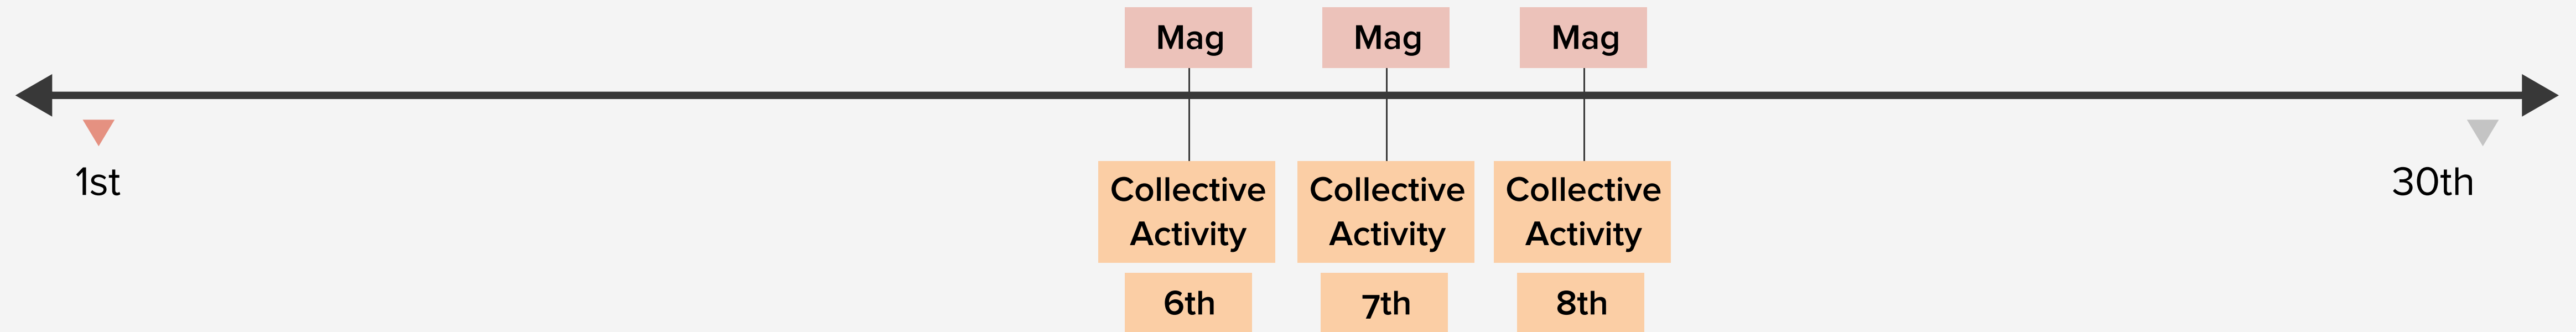 Mag Mag Mag
1st
30th
Collective Activity
Collective Activity
Collective Activity
6th 7th 8th